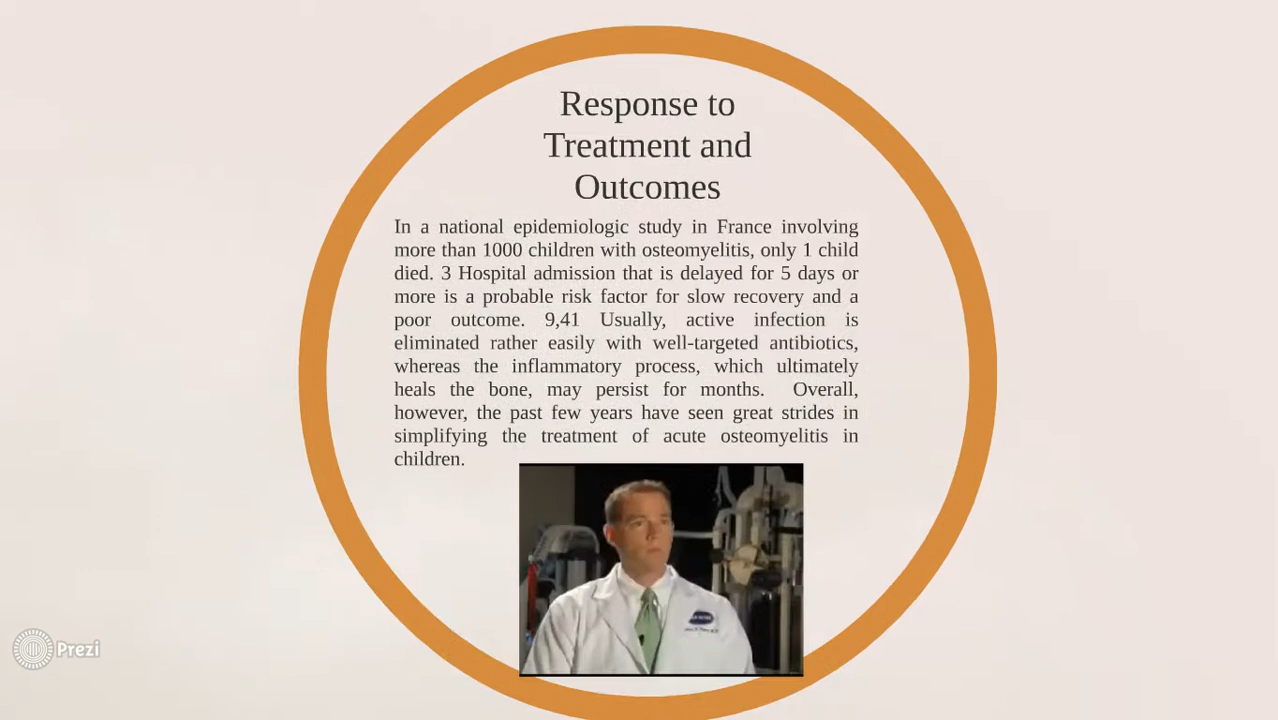 Response to
Treatment and
Outcomes
In a national epidemiologic study in France involving
more than 1000 children with osteomyelitis, only 1 child
died. 3 Hospital admission that is delayed for 5 days or
more is a probable risk factor for slow recovery and a
poor outcome. 9,41 Usually, active infection is
eliminated rather easily with well-targeted antibiotics,
whereas the inflammatory process, which ultimately
heals the bone, may persist for months. Overall,
however, the past few years have seen great strides in
simplifying the treatment of acute osteomyelitis in
children.
Prezi